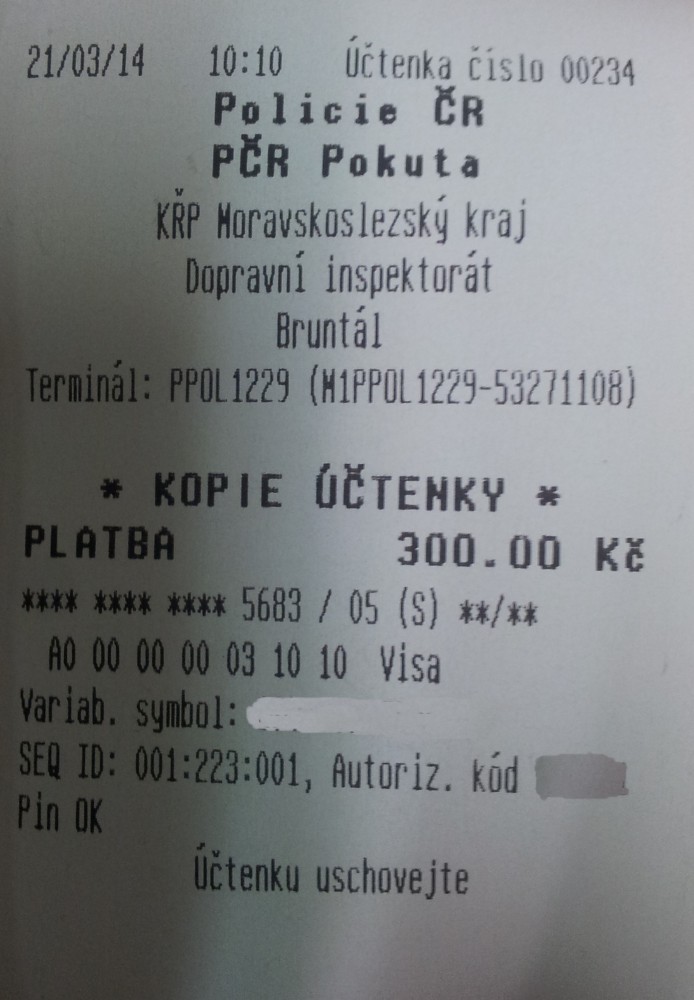 21/03/14 10:10 Účtenka číslo 00234
Policie ČR
PČR Pokuta
KŘP Moravskoslezský kraj
Dopravní inspektorát
Bruntál
Terminál: PPOL1229 (M1PPOL1229-53271108)
* KOPIE ÚČTENKY *
PLATBA 300.00 Kč
**** **** **** 5683 / 05 (S) **/**
A0 00 00 00 03 10 10 Visa
Variab. symbol:
SEQ ID: 001:223:001, Autoriz. kód
Pin OK
Účtenku uschovejte